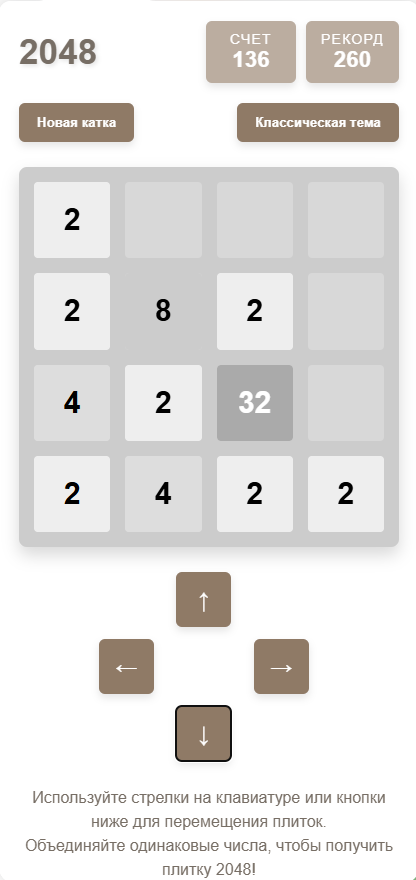 2048
СЧЕТ
136
РЕКОРД
260
Новая катка
Классическая тема
2
2 8 2
4 2 32
2 4 2 2
↑
← →
↓
Используйте стрелки на клавиатуре или кнопки
ниже для перемещения плиток.
Объединяйте одинаковые числа, чтобы получить
плитку 2048!